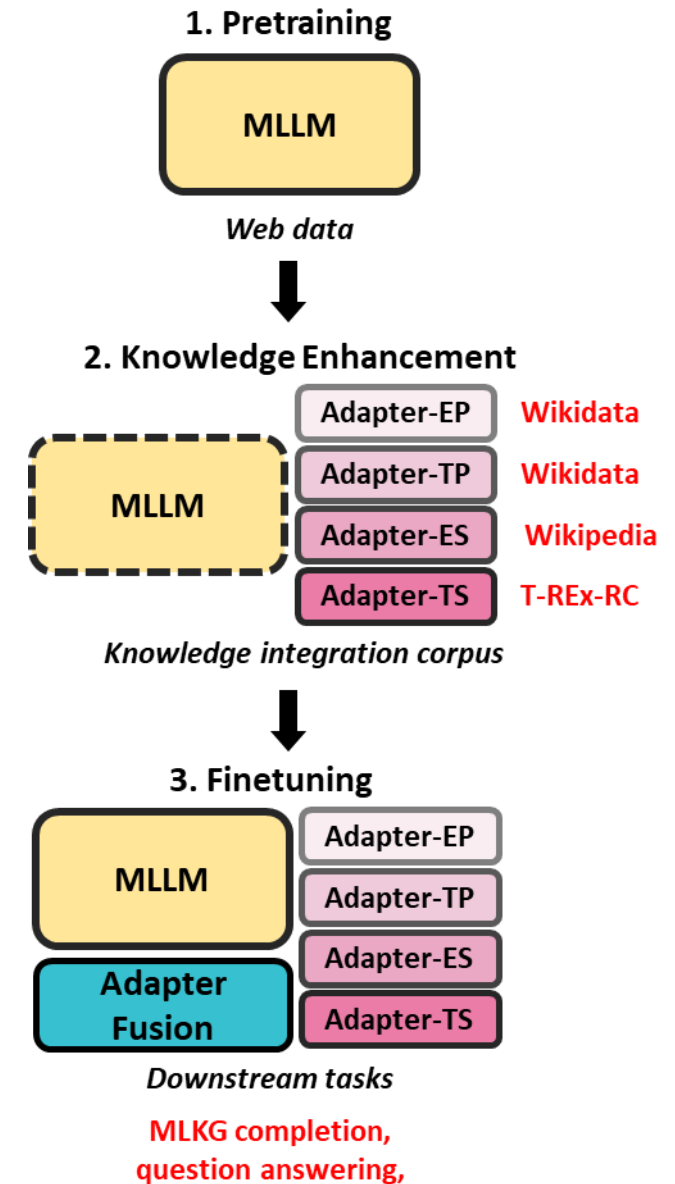 1. Pretraining
MLLM
Web data
2. Knowledge Enhancement
MLLM
Adapter-EP Wikidata
Adapter-TP Wikidata
Adapter-ES Wikipedia
Adapter-TS T-REx-RC
Knowledge integration corpus
3. Finetuning
MLLM
Adapter
Fusion
Adapter-EP
Adapter-TP
Adapter-ES
Adapter-TS
Downstream tasks
MLKG completion,
question answering,